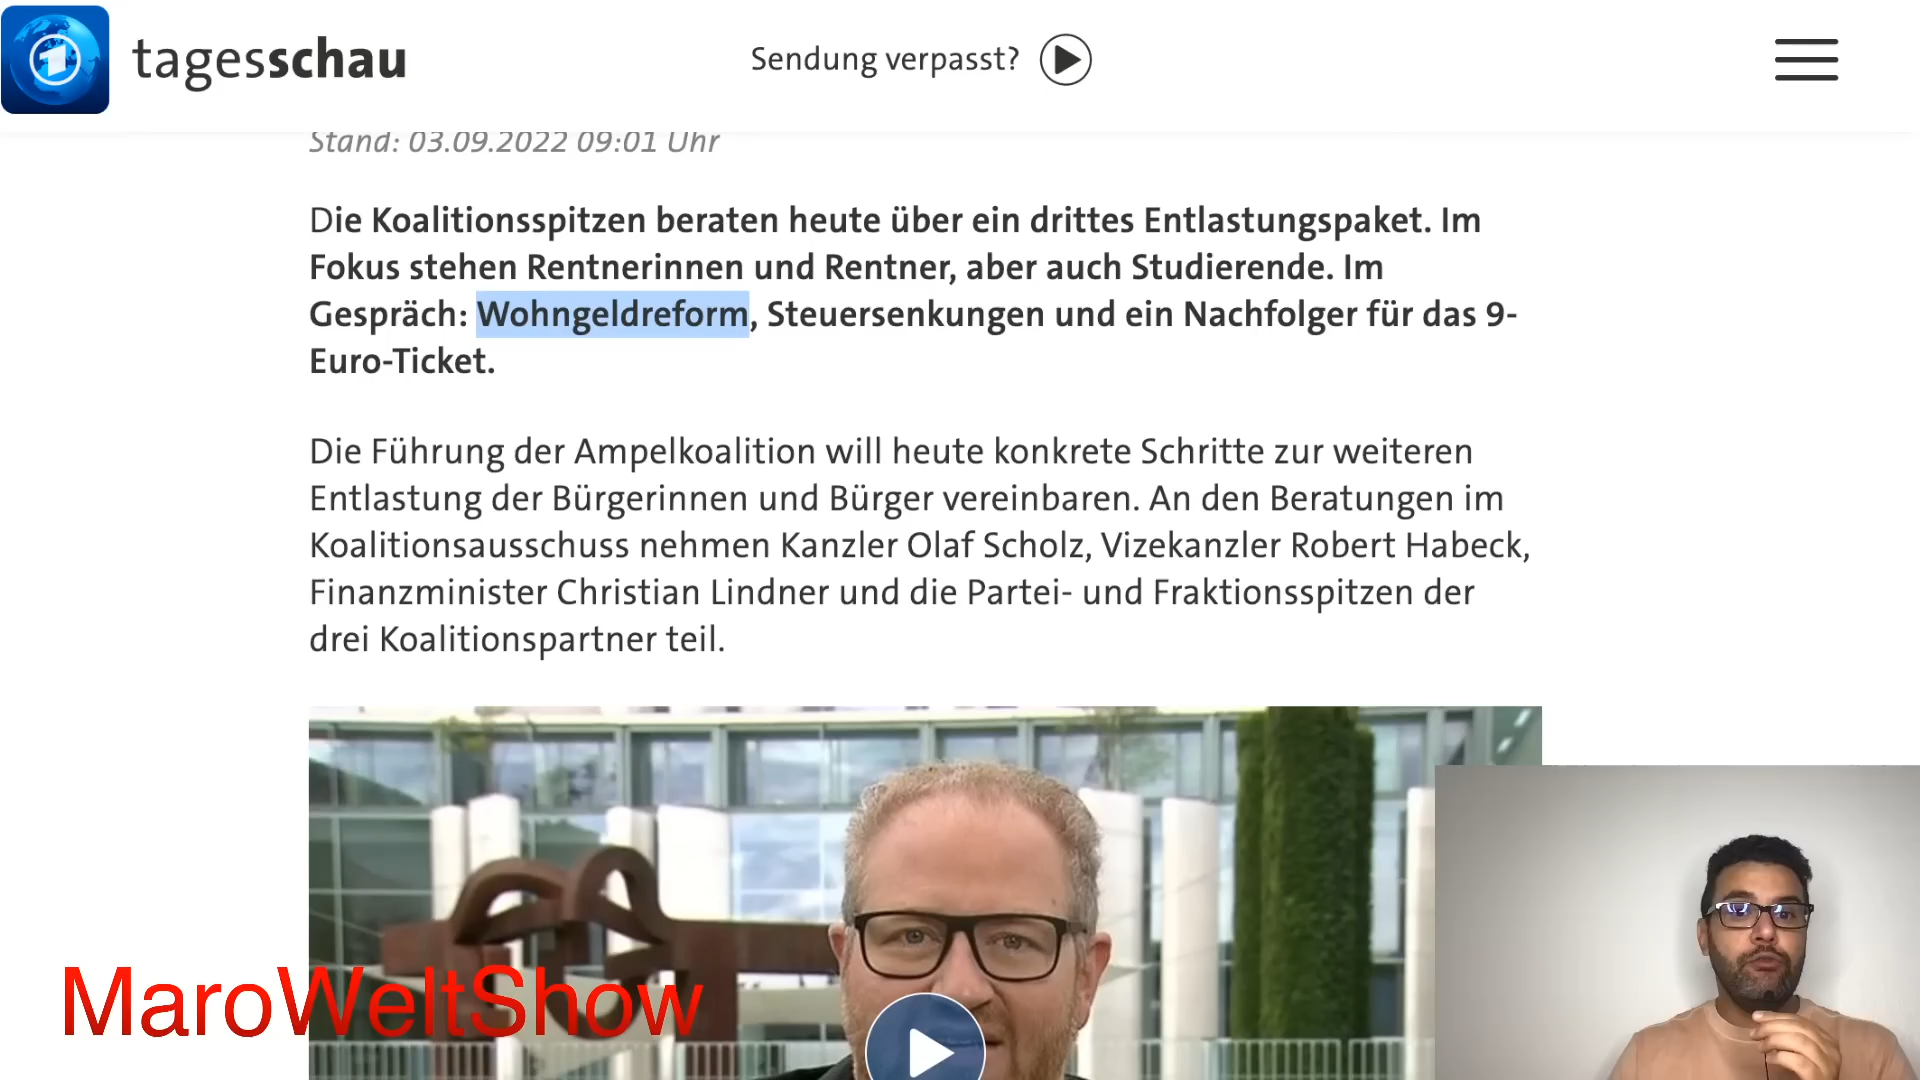 tagesschau
Sendung verpasst?
Stand: 03.09.2022 09:01 Uhr
Die Koalitionsspitzen beraten heute über ein drittes Entlastungspaket. Im
Fokus stehen Rentnerinnen und Rentner, aber auch Studierende. Im
Gespräch: Wohngeldreform, Steuersenkungen und ein Nachfolger für das 9-
Euro-Ticket.
Die Führung der Ampelkoalition will heute konkrete Schritte zur weiteren
Entlastung der Bürgerinnen und Bürger vereinbaren. An den Beratungen im
Koalitionsausschuss nehmen Kanzler Olaf Scholz, Vizekanzler Robert Habeck,
Finanzminister Christian Lindner und die Partei- und Fraktionsspitzen der
drei Koalitionspartner teil.
MaroWeltShow